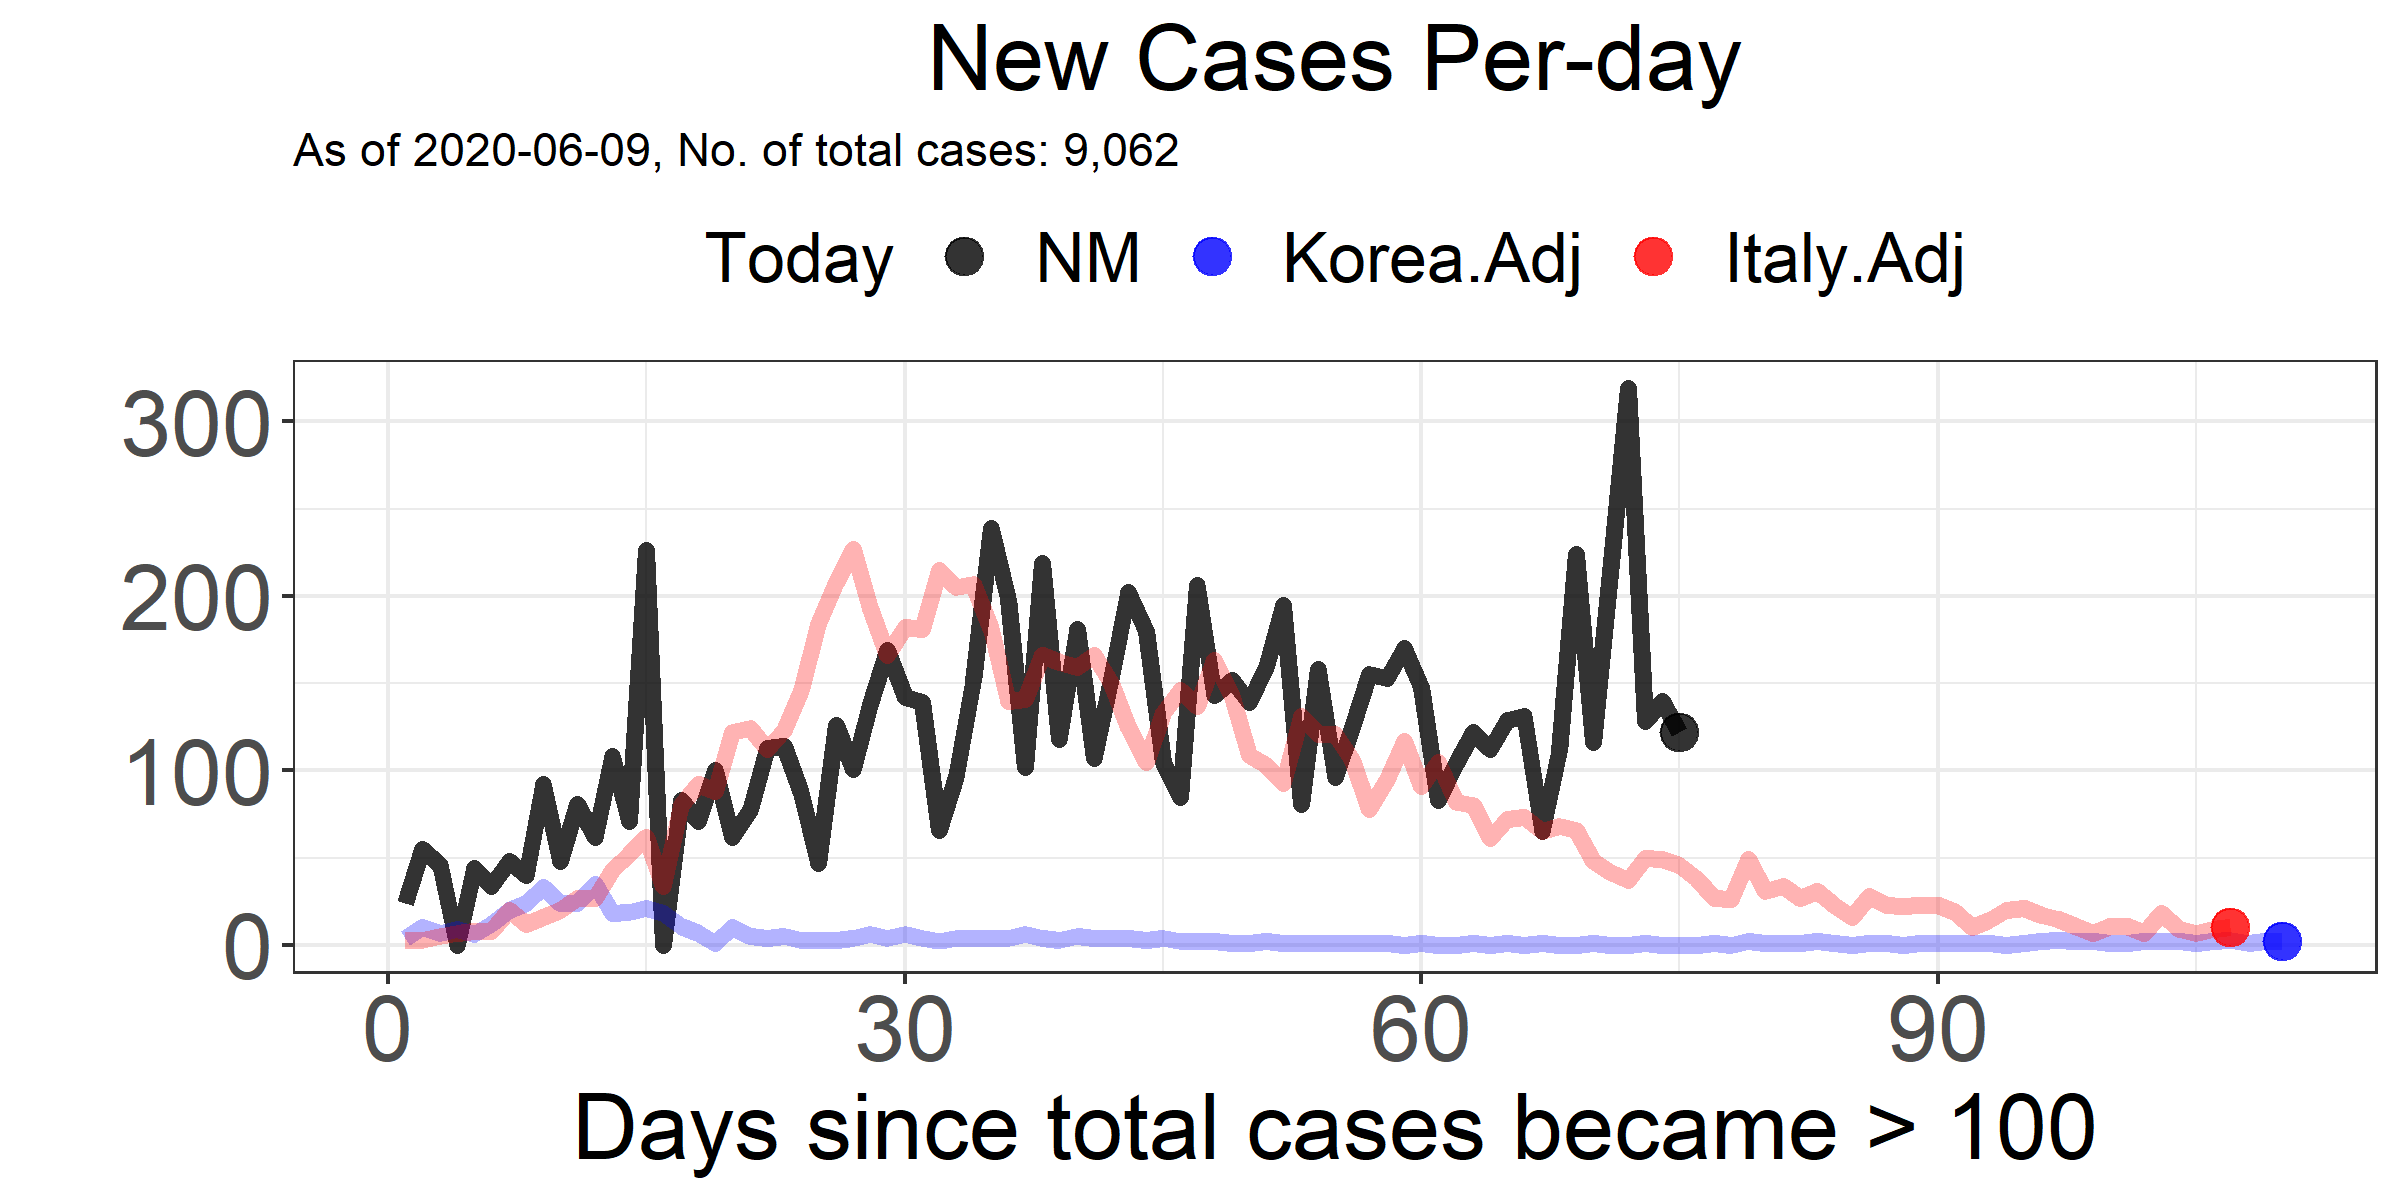 New Cases Per-day
As of 2020-06-09, No. of total cases: 9,062
Today NM Korea.Adj Italy.Adj
300
200
100
0
0 30 60 90
Days since total cases became > 100